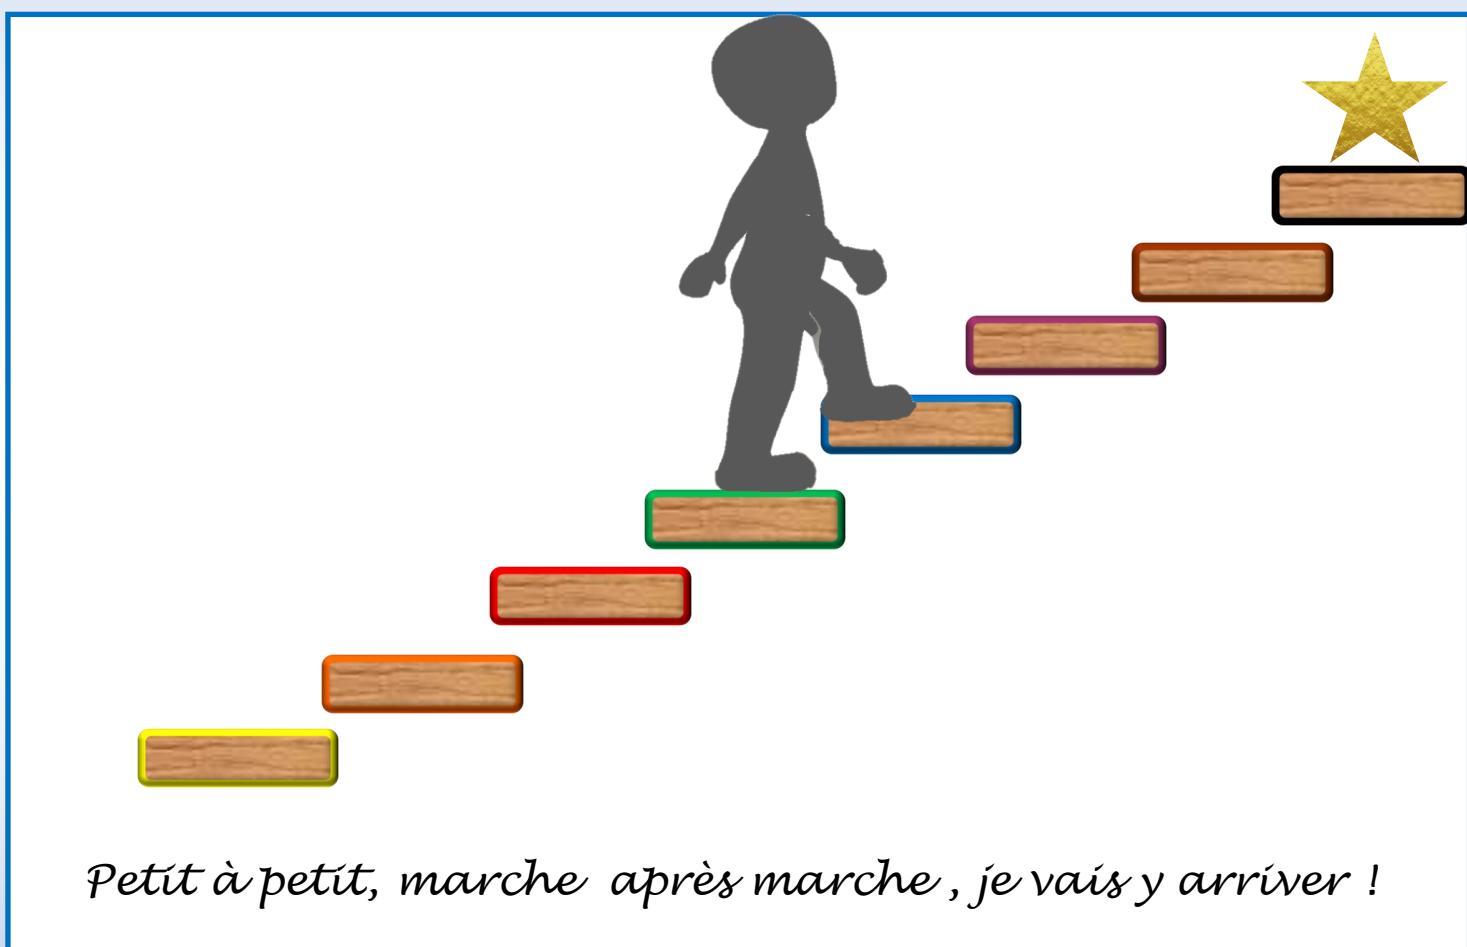 Petit à petit, marche après marche , je vais y arriver !